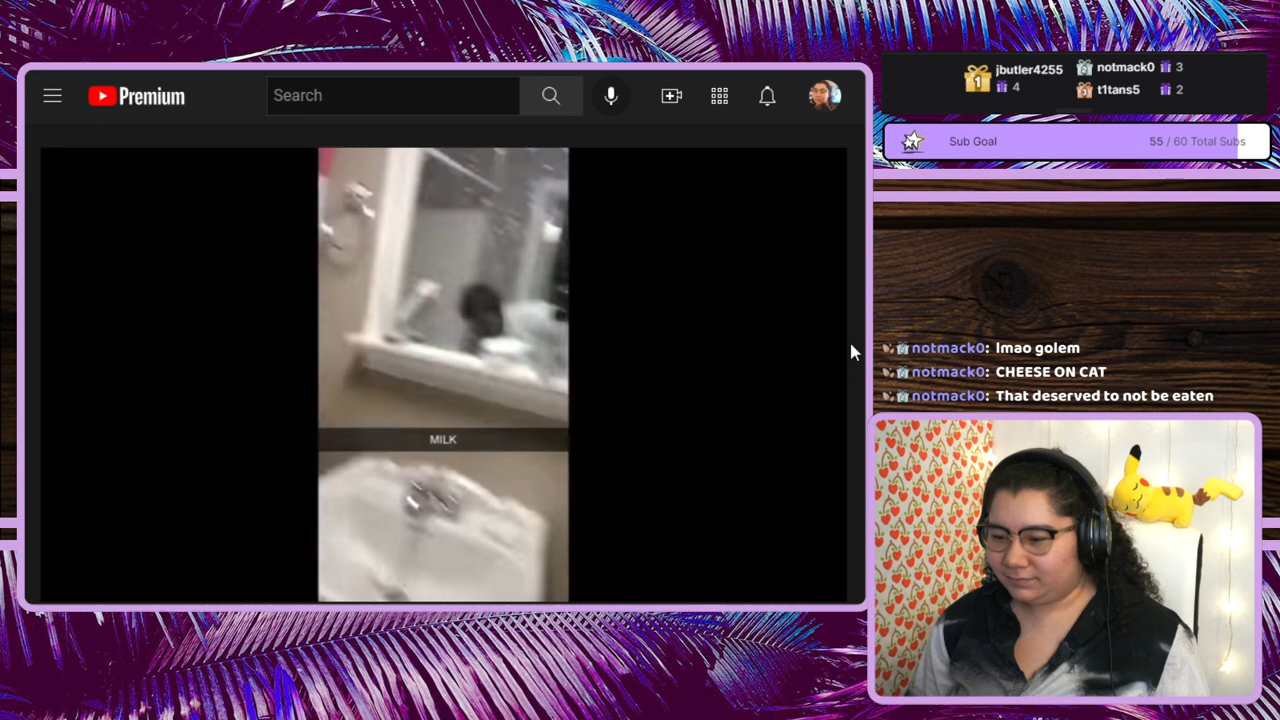 Premium
Search
jbutler4255
4
notmack0 3
t1tans5 2
Sub Goal 55 / 60 Total Subs
MILK
notmack0: lmao golem
notmack0: CHEESE ON CAT
notmack0: That deserved to not be eaten